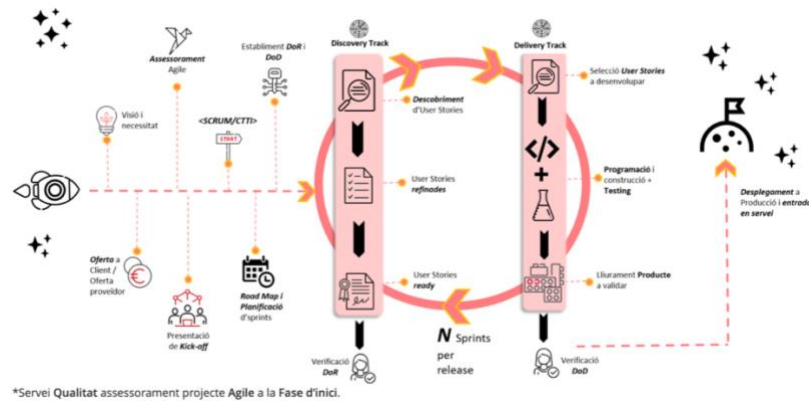 Discovery Track
Delivery Track
Assessorament
Agile
Establiment DoR i
DoD
Selecció User Stories
a desenvolupar
Visió i
necessitat
<SCRUM/CTTI>
START
Descobriment
d'User Stories
User Stories
refinades
Programació i
construcció +
Testing
Desplegament a
Producció i entrada
en servei
Oferta a
Client /
Oferta
proveïdor
Presentació
de Kick-off
Road Map i
Planificació
d'sprints
User Stories
ready
Lliurament Producte
a validar
N Sprints
per
release
Verificació
DoR
Verificació
DoD
*Servei Qualitat assessorament projecte Agile a la Fase d'inici.